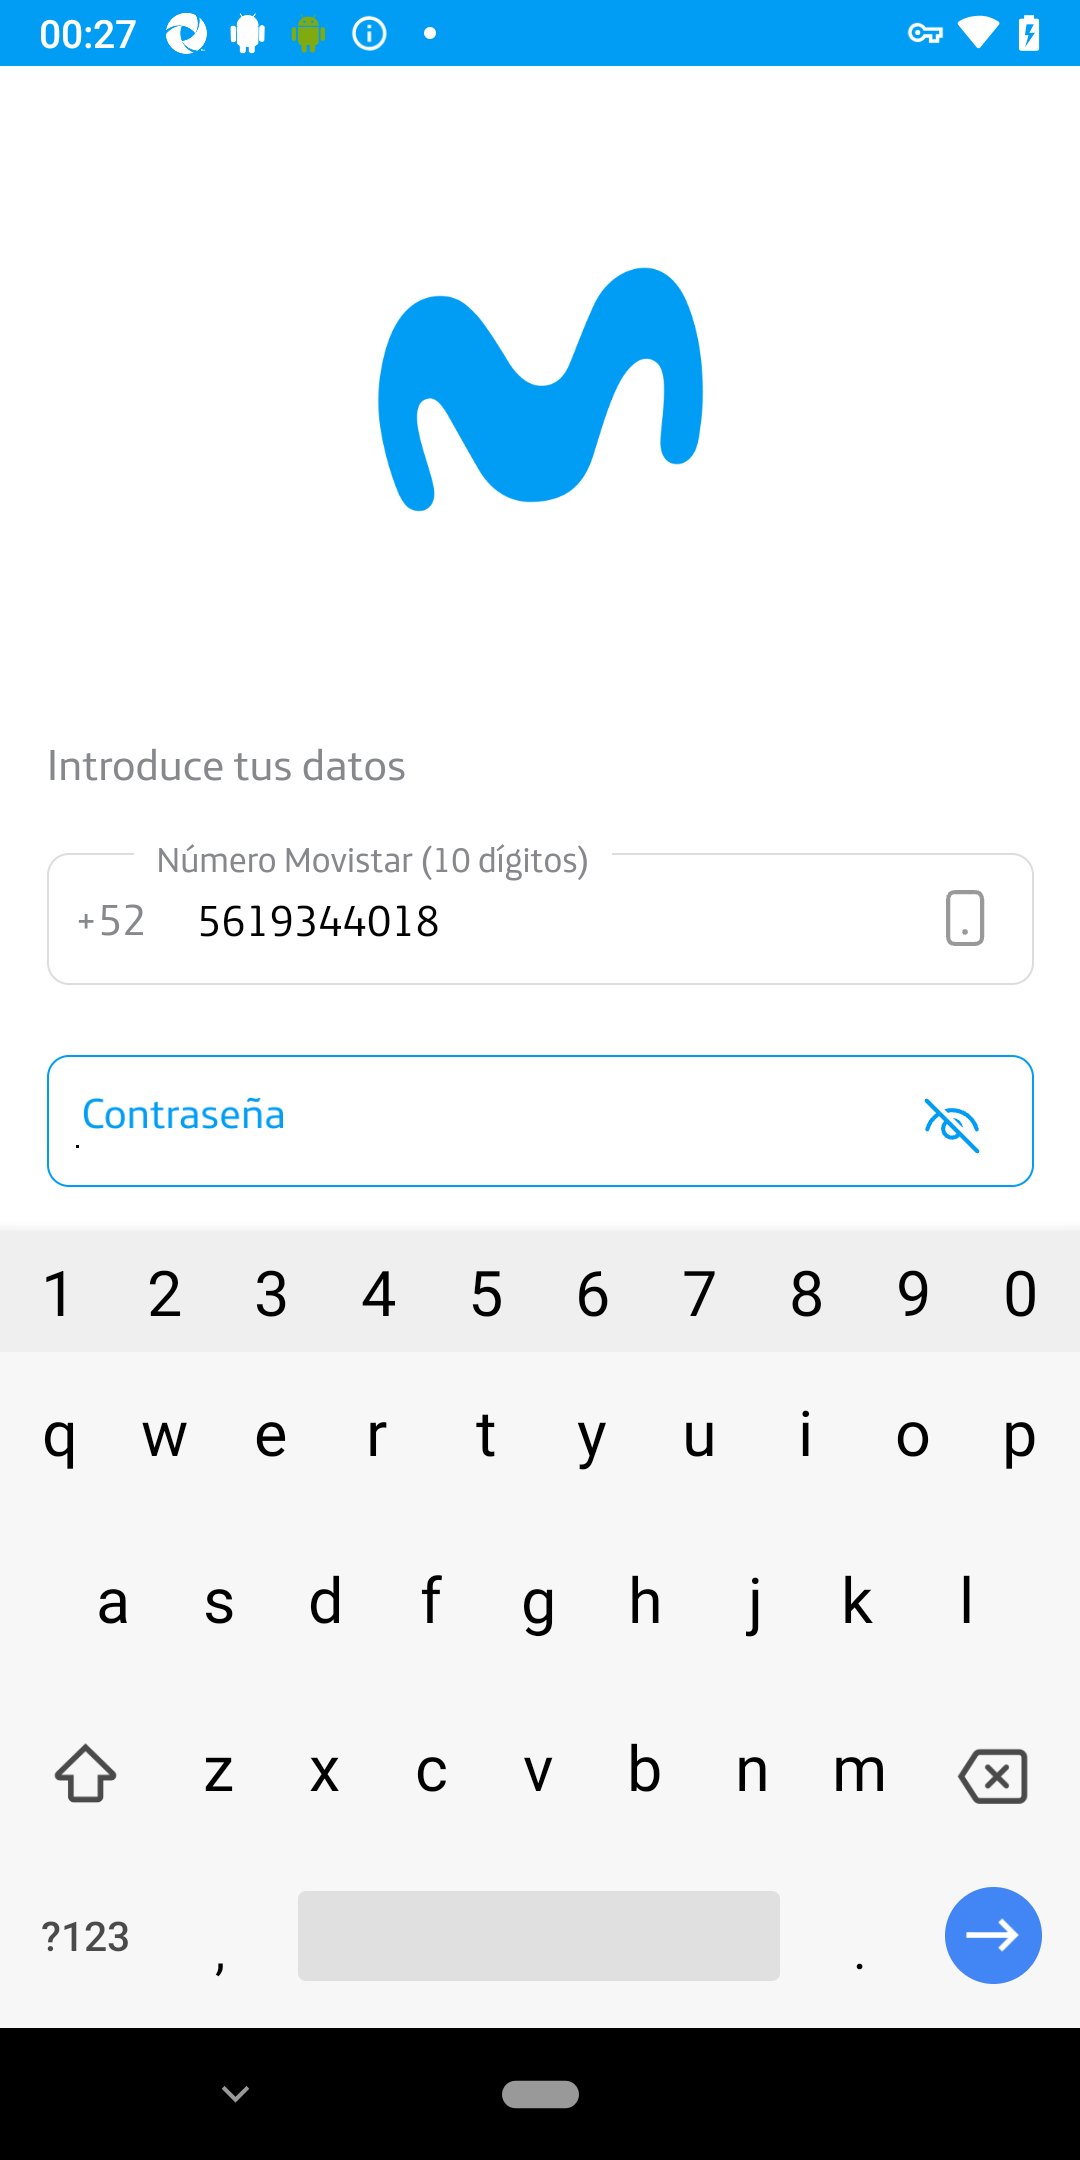 00:27
Introduce tus datos
Número Movistar (10 dígitos)
+52 5619344018
Contraseña
1 2 3 4 5 6 7 8 9 0
q w e r t y u i o p
a s d f g h j k l
z x c v b n m
?123 , .